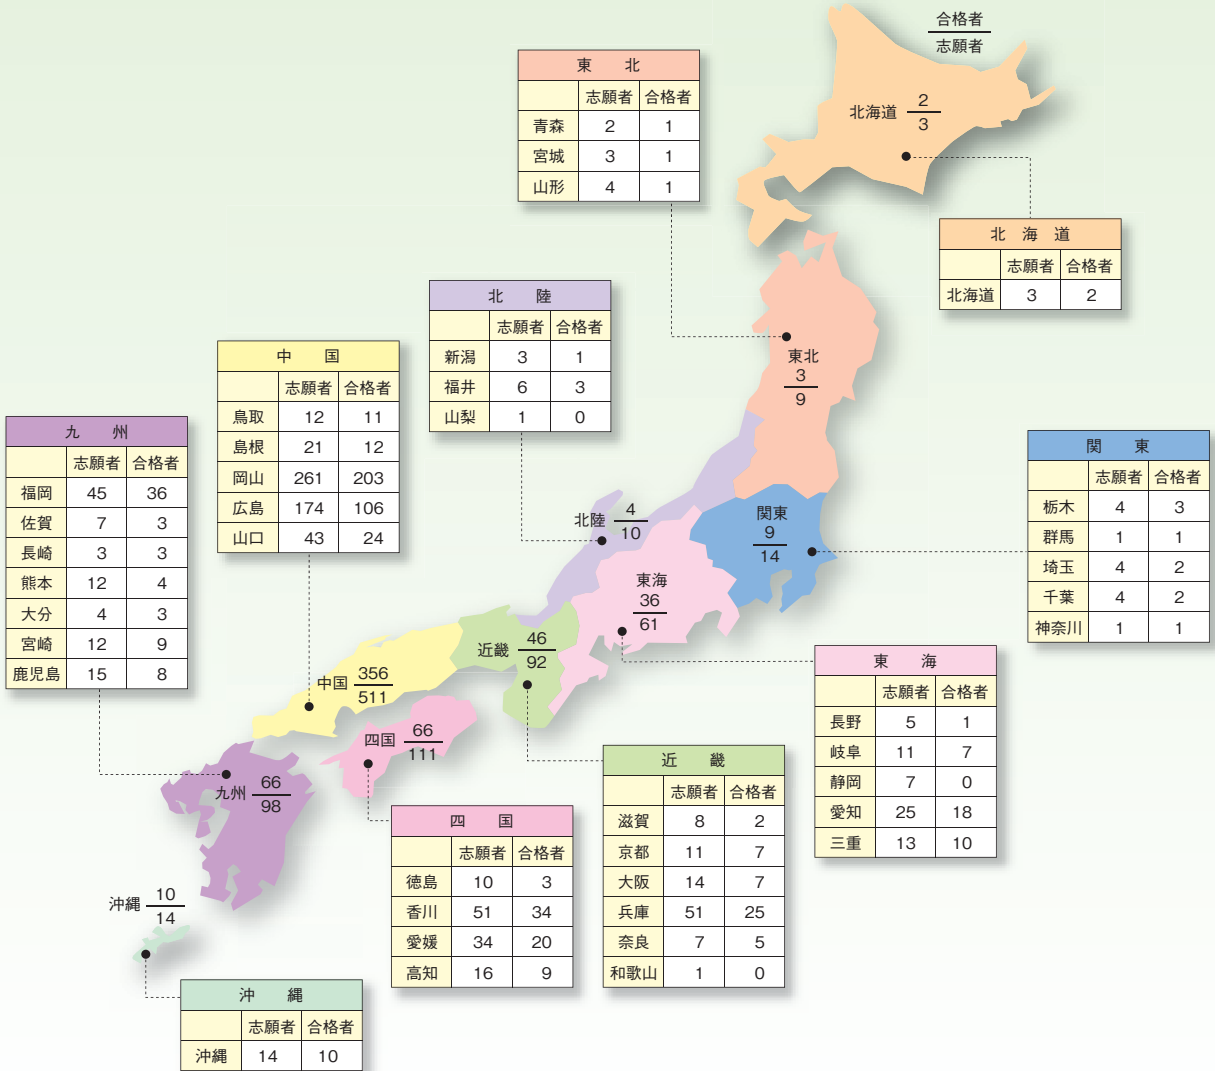 合格者
志願者
北海道 2
3
北海道
志願者 合格者
北海道 3 2
東北
志願者 合格者
青森 2 1
宮城 3 1
山形 4 1
東北
3
9
北陸
志願者 合格者
新潟 3 1
福井 6 3
山梨 1 0
北陸 4
10
中国
志願者 合格者
鳥取 12 11
島根 21 12
岡山 261 203
広島 174 106
山口 43 24
中国 356
511
九州
志願者 合格者
福岡 45 36
佐賀 7 3
長崎 3 3
熊本 12 4
大分 4 3
宮崎 12 9
鹿児島 15 8
九州 66
98
関東
志願者 合格者
栃木 4 3
群馬 1 1
埼玉 4 2
千葉 4 2
神奈川 1 1
関東
9
14
東海
36
61
東海
志願者 合格者
長野 5 1
岐阜 11 7
静岡 7 0
愛知 25 18
三重 13 10
近畿 46
92
近畿
志願者 合格者
滋賀 8 2
京都 11 7
大阪 14 7
兵庫 51 25
奈良 7 5
和歌山 1 0
四国 66
111
四国
志願者 合格者
徳島 10 3
香川 51 34
愛媛 34 20
高知 16 9
沖縄 10
14
沖縄
志願者 合格者
沖縄 14 10